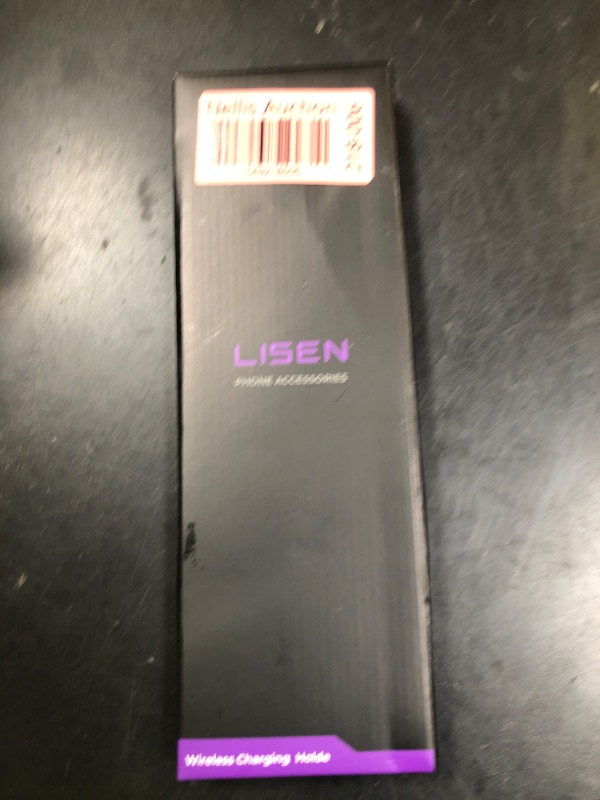 Nellis Auction
LISEN
PHONE ACCESSORIES
Wireless Charging Holde